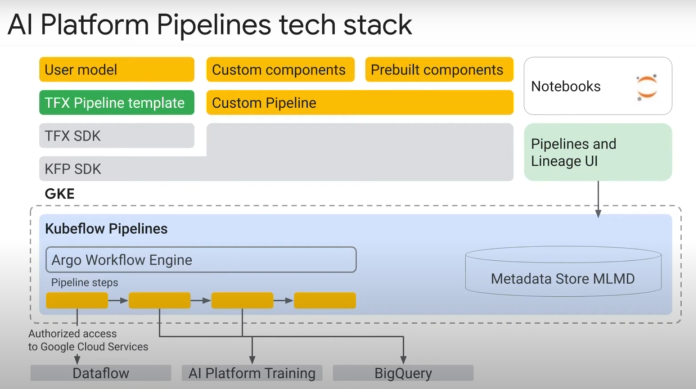 AI Platform Pipelines tech stack
User model
Custom components
Prebuilt components
Notebooks
TFX Pipeline template
Custom Pipeline
TFX SDK
Pipelines and
Lineage UI
KFP SDK
GKE
Kubeflow Pipelines
Argo Workflow Engine
Metadata Store MLMD
Pipeline steps
Authorized access
to Google Cloud Services
Dataflow
AI Platform Training
BigQuery